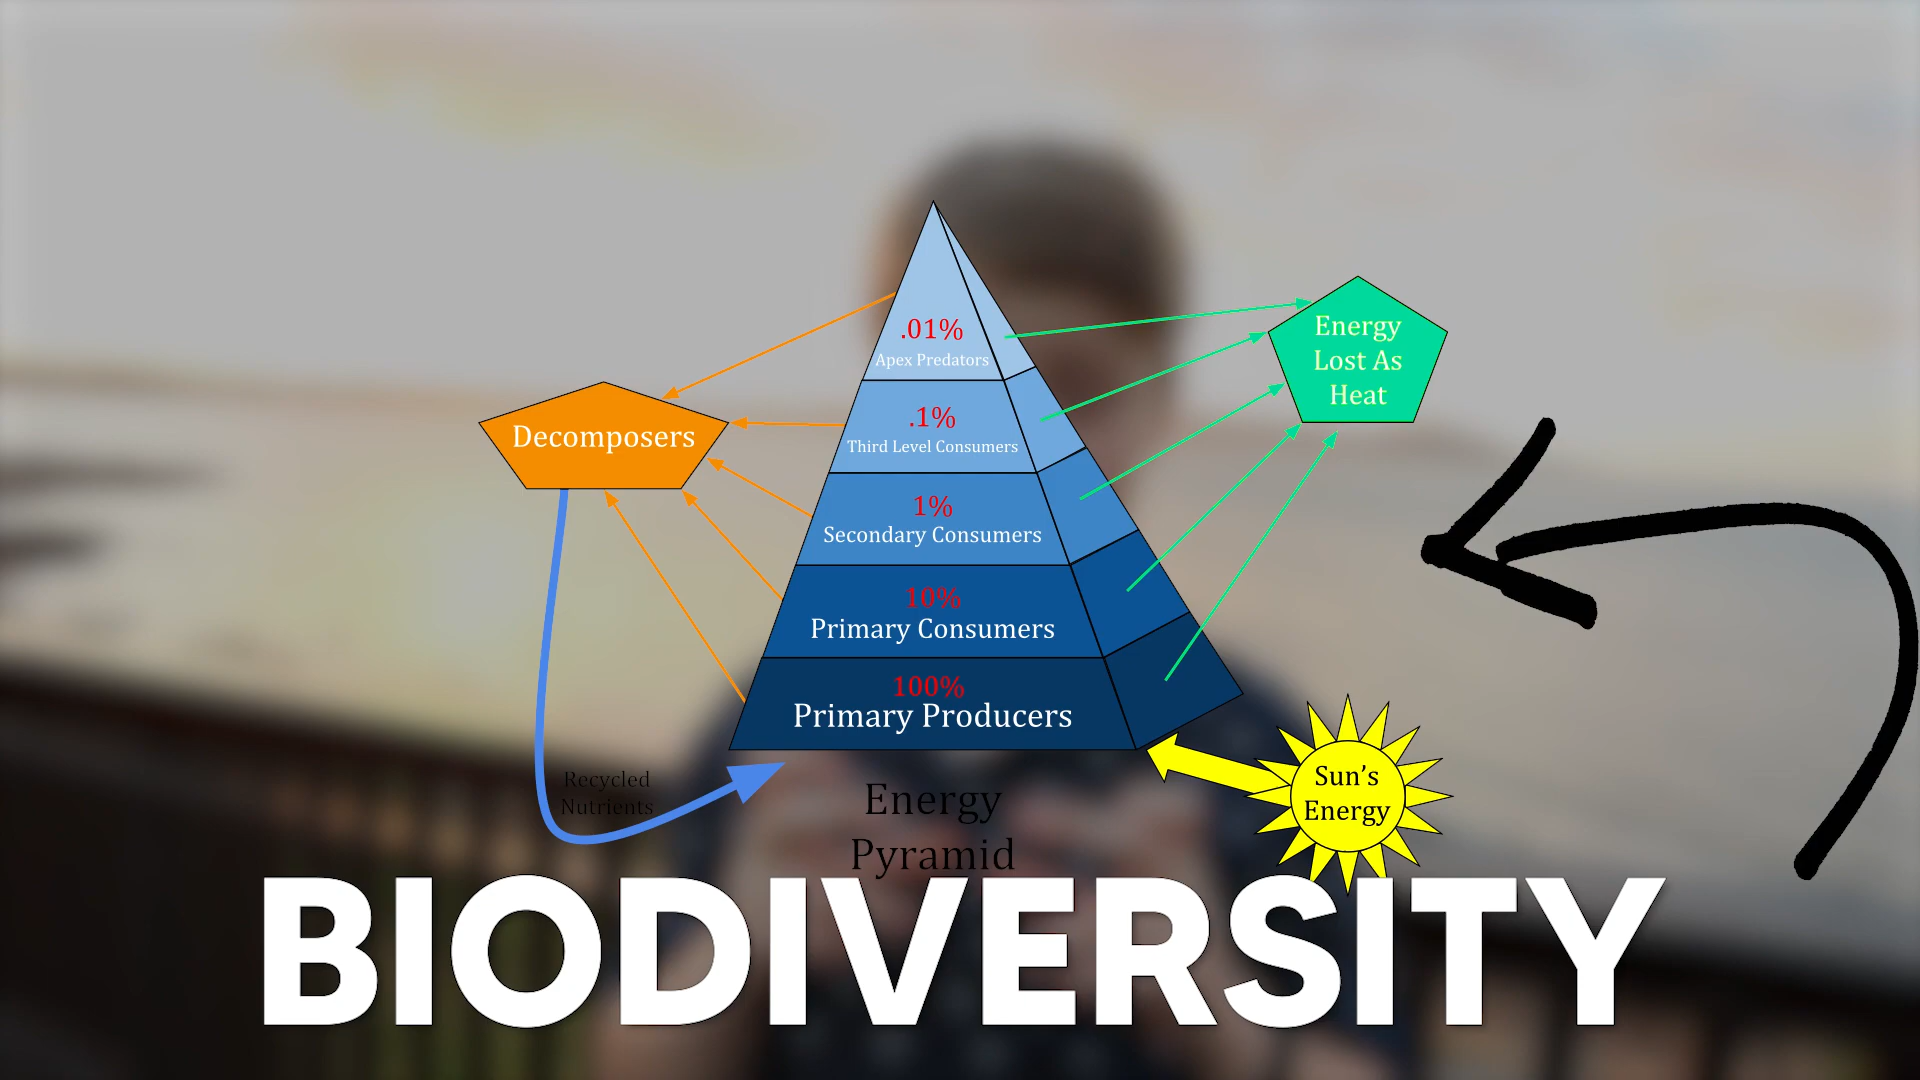 .01%
Apex Predators
.1%
Third Level Consumers
1%
Secondary Consumers
10%
Primary Consumers
100%
Primary Producers
Decomposers
Energy
Lost As
Heat
Recycled
Nutrients
Sun's
Energy
Energy
Pyramid
BIODIVERSITY